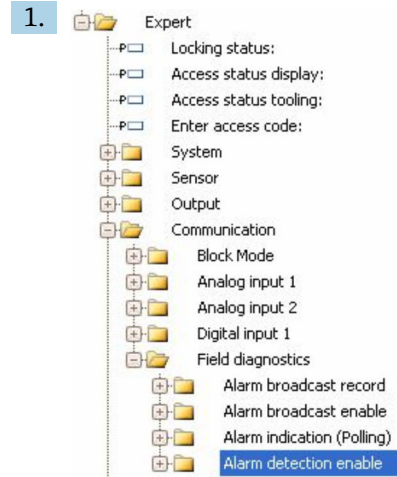 1.
Expert
Locking status:
Access status display:
Access status tooling:
Enter access code:
System
Sensor
Output
Communication
Block Mode
Analog input 1
Analog input 2
Digital input 1
Field diagnostics
Alarm broadcast record
Alarm broadcast enable
Alarm indication (Polling)
Alarm detection enable